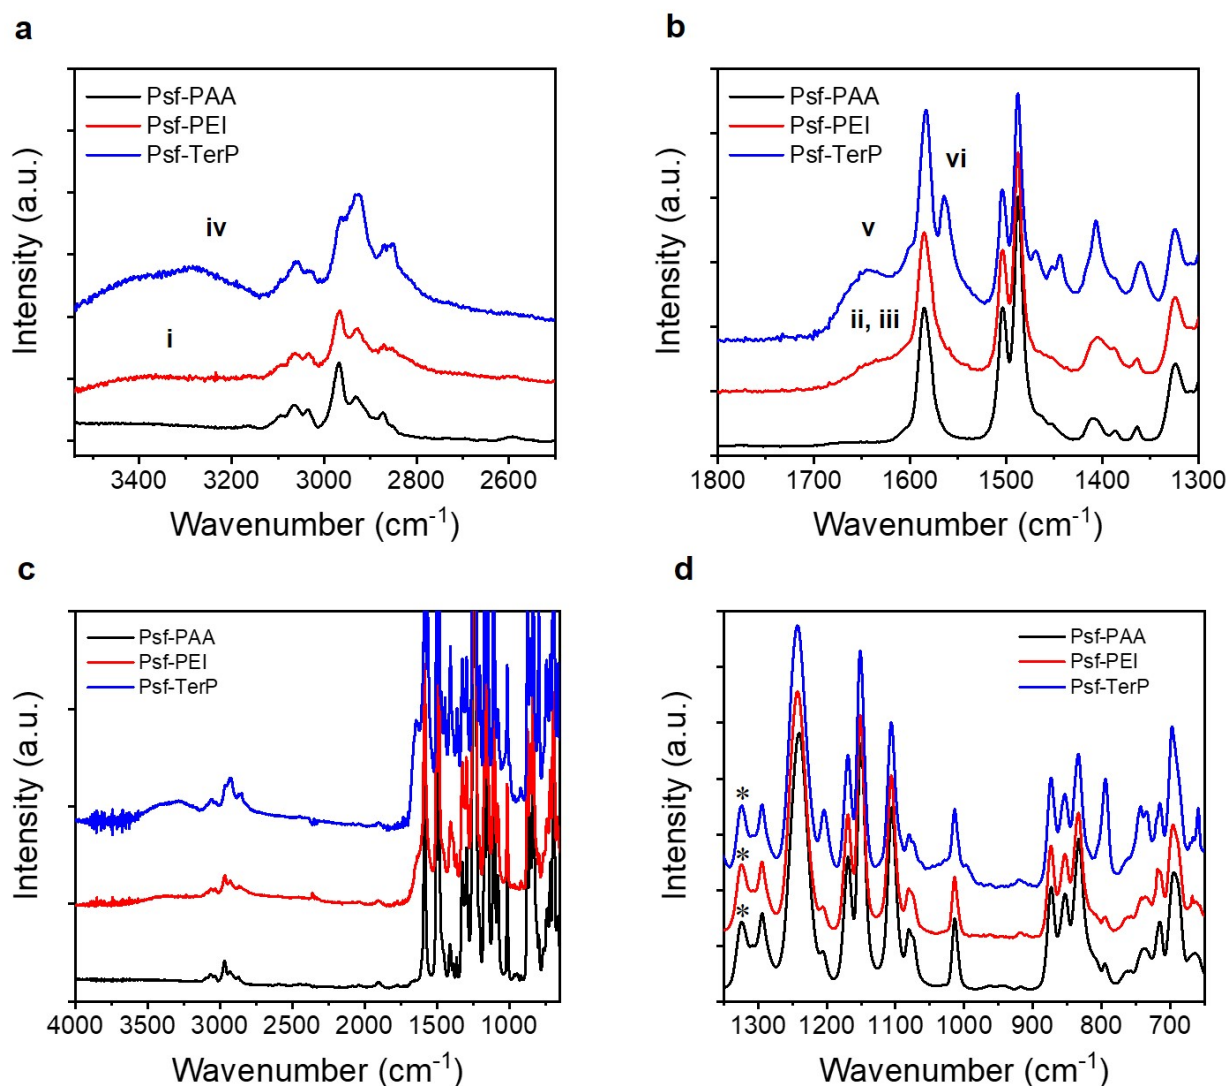 a
Psf-PAA
Psf-PEI
Psf-TerP
iv
i
Intensity (a.u.)
3400 3200 3000 2800 2600
Wavenumber (cm⁻¹)
b
Psf-PAA
Psf-PEI
Psf-TerP
vi
v
ii, iii
Intensity (a.u.)
1800 1700 1600 1500 1400 1300
Wavenumber (cm⁻¹)
c
Psf-PAA
Psf-PEI
Psf-TerP
Intensity (a.u.)
4000 3500 3000 2500 2000 1500 1000
Wavenumber (cm⁻¹)
d
Psf-PAA
Psf-PEI
Psf-TerP
*
*
*
Intensity (a.u.)
1300 1200 1100 1000 900 800 700
Wavenumber (cm⁻¹)